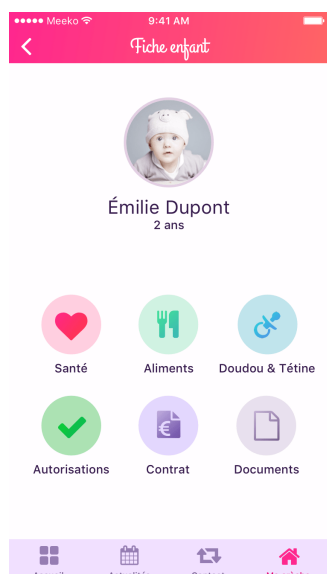 Meeko 9:41 AM
Fiche enfant
Émilie Dupont
2 ans
Santé Aliments Doudou & Tétine
Autorisations Contrat Documents